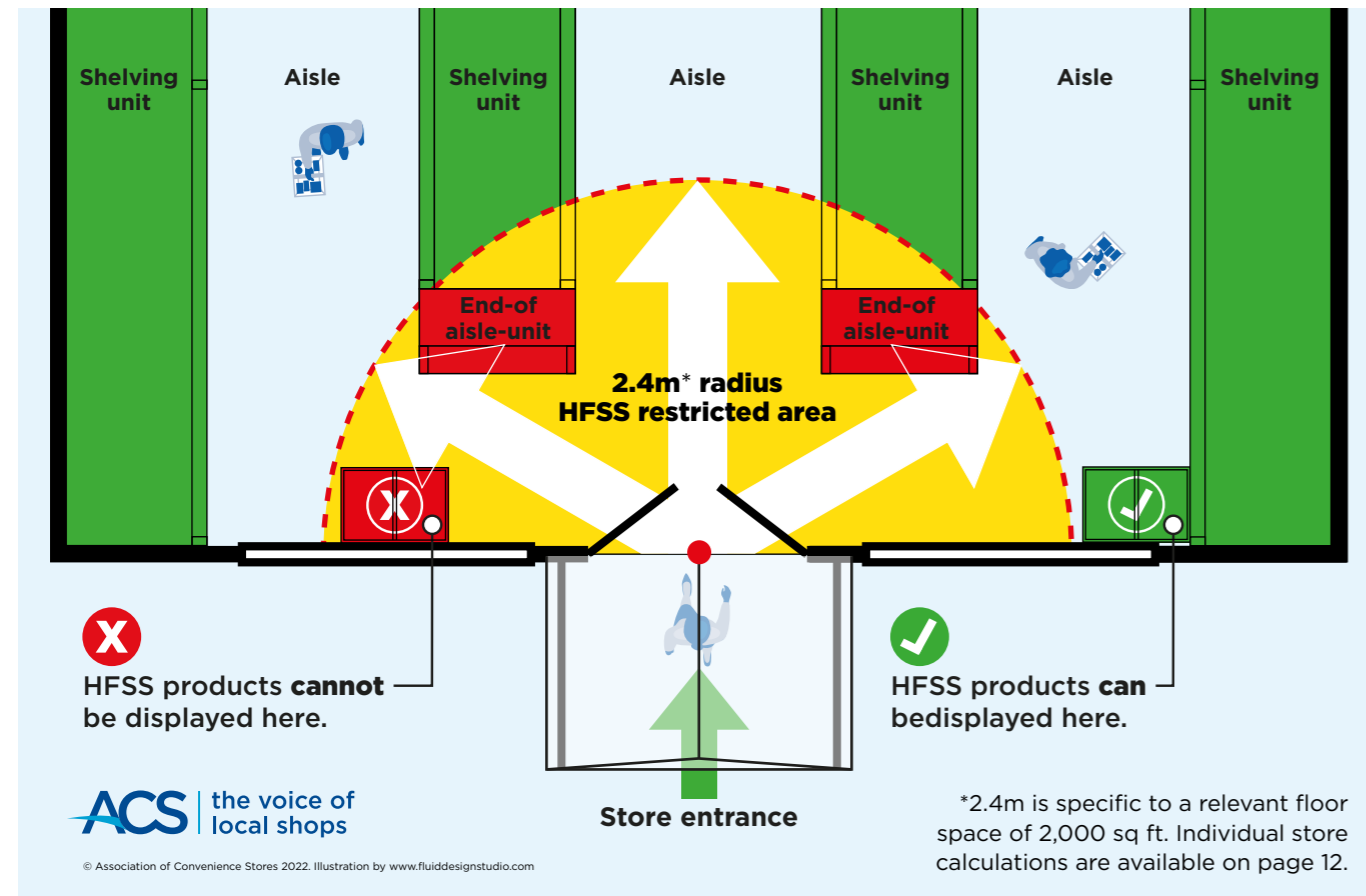 Shelving
unit
Aisle
Shelving
unit
Aisle
Shelving
unit
Aisle
Shelving
unit
End-of
aisle-unit
End-of
aisle-unit
2.4m* radius
HFSS restricted area
X
X
HFSS products cannot
be displayed here.
HFSS products can
bedisplayed here.
Store entrance
ACS
the voice of
local shops
© Association of Convenience Stores 2022. Illustration by www.fluiddesignstudio.com
*2.4m is specific to a relevant floor
space of 2,000 sq ft. Individual store
calculations are available on page 12.